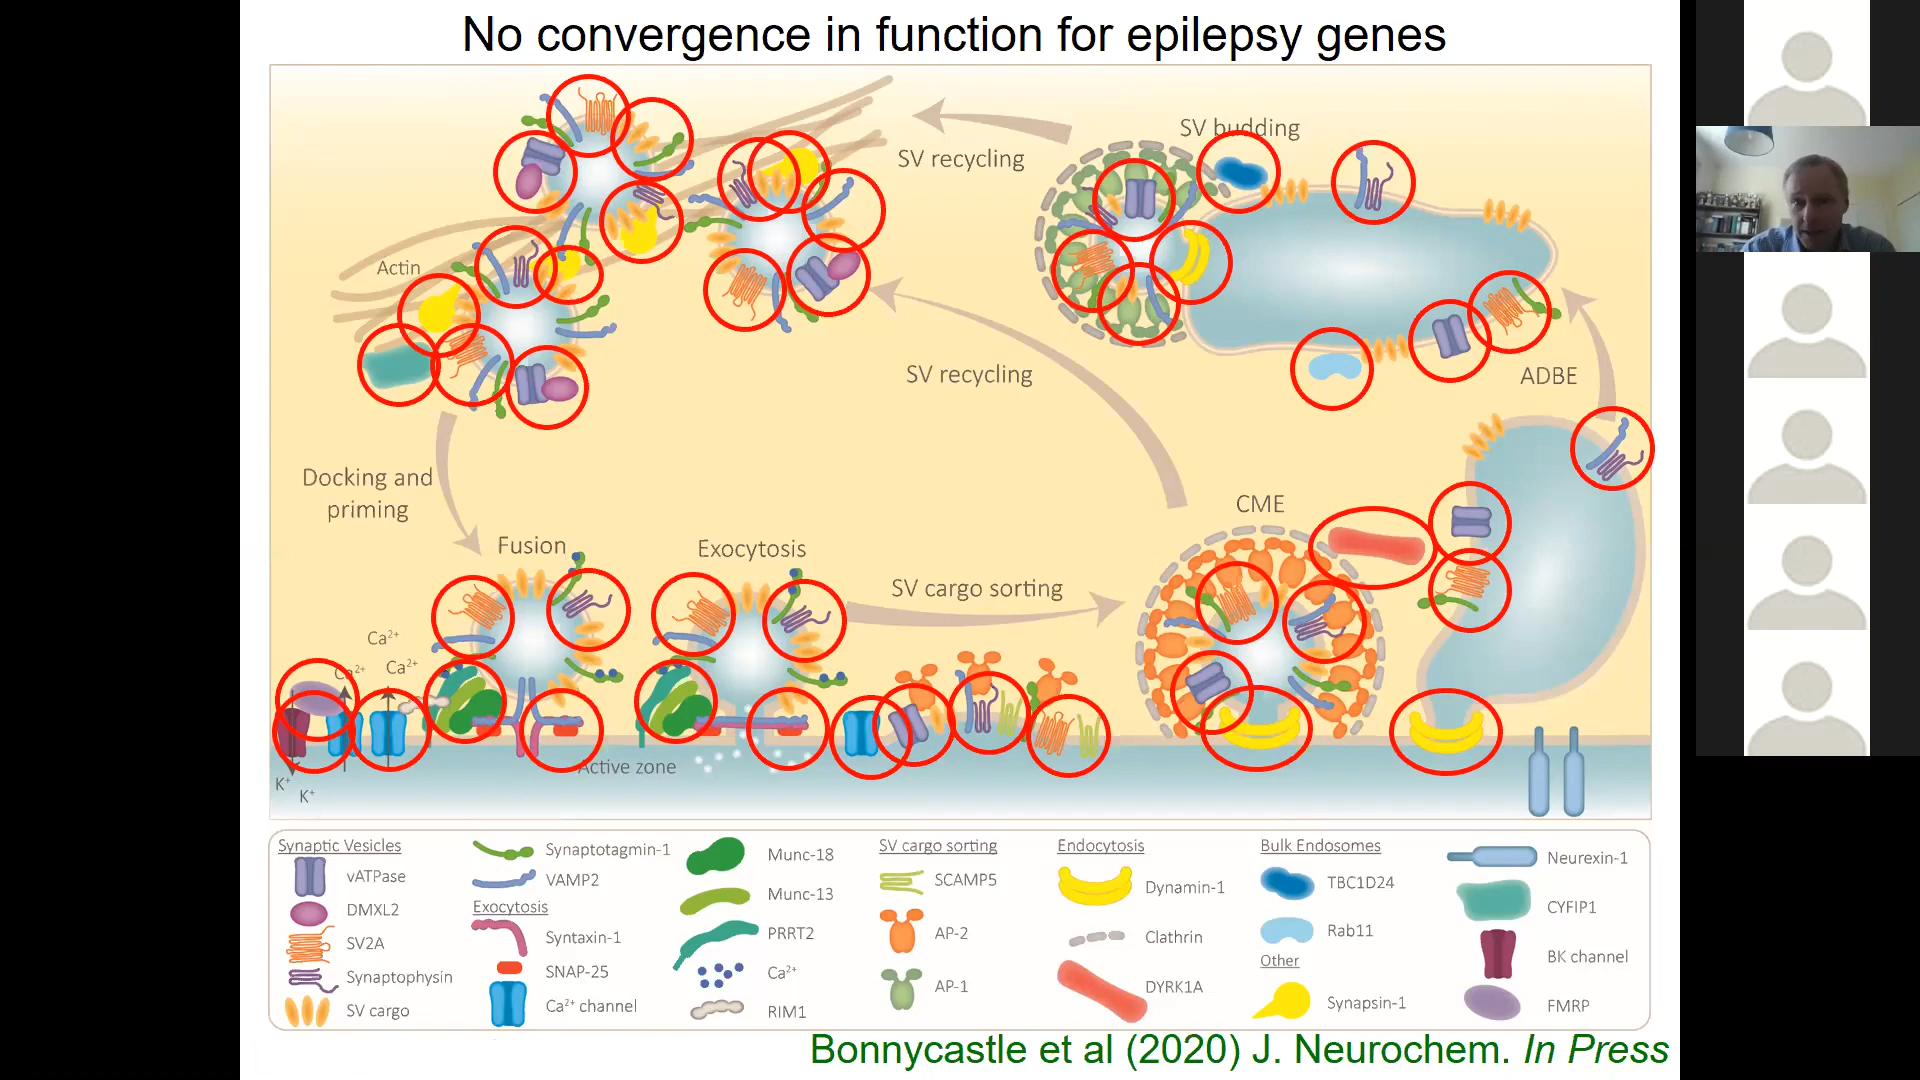 No convergence in function for epilepsy genes
SV budding
SV recycling
Actin
SV recycling
ADBE
Docking and
priming
CME
Fusion
Exocytosis
SV cargo sorting
Ca²⁺
Ca²⁺
Ca²⁺
Active zone
K⁺
K⁺
Synaptic Vesicles
vATPase
DMXL2
SV2A
Synaptophysin
SV cargo
Synaptotagmin-1
VAMP2
Exocytosis
Syntaxin-1
SNAP-25
Ca²⁺ channel
Munc-18
Munc-13
PRRT2
Ca²⁺
RIM1
SV cargo sorting
SCAMP5
AP-2
AP-1
Endocytosis
Dynamin-1
Clathrin
DYRK1A
Bulk Endosomes
TBC1D24
Rab11
Other
Synapsin-1
Neurexin-1
CYFIP1
BK channel
FMRP
Bonnycastle et al (2020) J. Neurochem. In Press